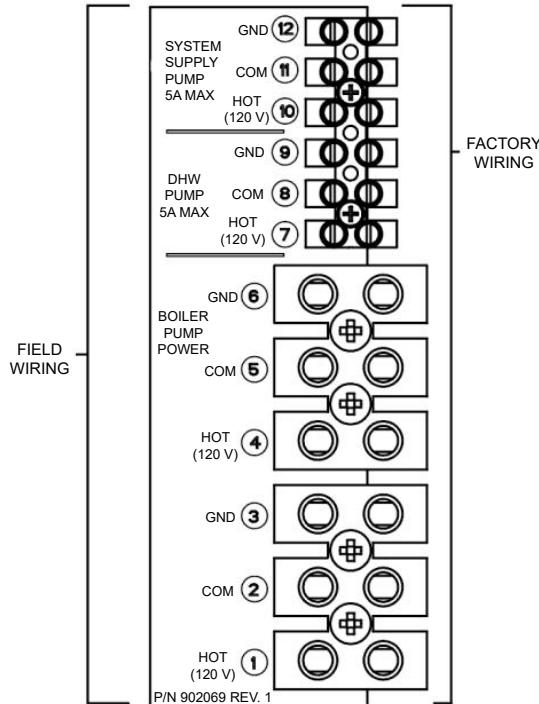 GND 12
SYSTEM
SUPPLY
PUMP
5A MAX
COM 11
HOT
(120 V) 10
GND 9
DHW
PUMP
5A MAX
COM 8
HOT
(120 V) 7
GND 6
BOILER
PUMP
POWER
COM 5
HOT
(120 V) 4
GND 3
COM 2
HOT
(120 V) 1
P/N 902069 REV. 1
FIELD
WIRING
FACTORY
WIRING